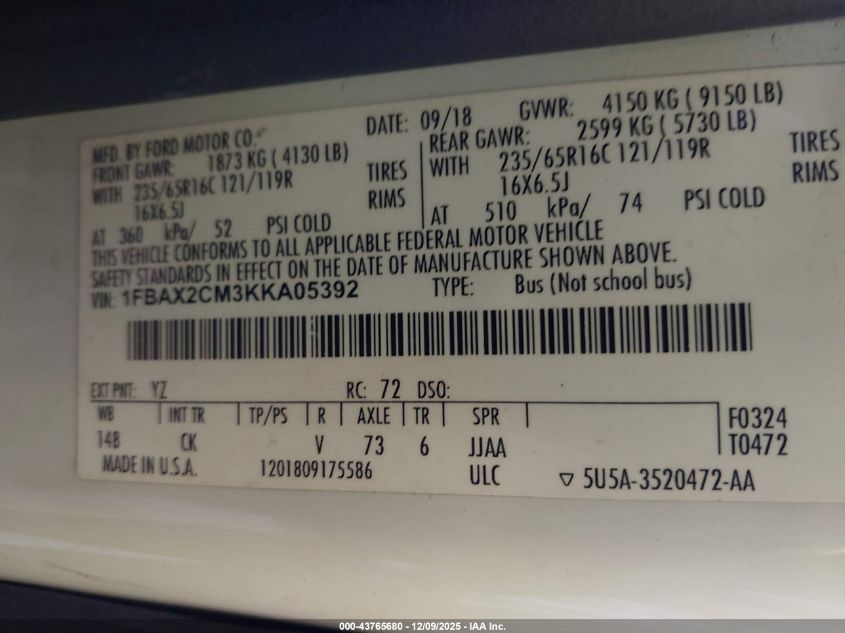 MFD. BY FORD MOTOR CO. DATE: 09/18 GVWR: 4150 KG ( 9150 LB)
FRONT GAWR: 1873 KG ( 4130 LB) REAR GAWR: 2599 KG ( 5730 LB)
WITH 235/65R16C 121/119R TIRES WITH 235/65R16C 121/119R TIRES
16X6.5J RIMS 16X6.5J RIMS
AT 360 kPa/ 52 PSI COLD AT 510 kPa/ 74 PSI COLD
THIS VEHICLE CONFORMS TO ALL APPLICABLE FEDERAL MOTOR VEHICLE
SAFETY STANDARDS IN EFFECT ON THE DATE OF MANUFACTURE SHOWN ABOVE.
VIN: 1FBAX2CM3KKA05392 TYPE: Bus (Not school bus)
EXT PNT: YZ RC: 72 DSO:
WB INT TR TP/PS R AXLE TR SPR F0324
148 CK V 73 6 JJAA T0472
MADE IN U.S.A. 1201809175586 ULC ▽ 5U5A-3520472-AA
000-43765680 - 12/09/2025 - IAA Inc.